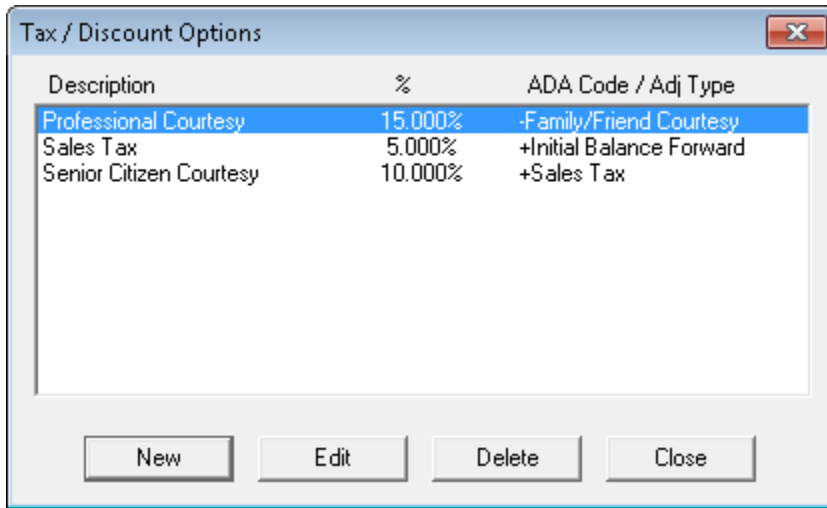 Tax / Discount Options
Description % ADA Code / Adj Type
Professional Courtesy 15.000% -Family/Friend Courtesy
Sales Tax 5.000% +Initial Balance Forward
Senior Citizen Courtesy 10.000% +Sales Tax
New Edit Delete Close